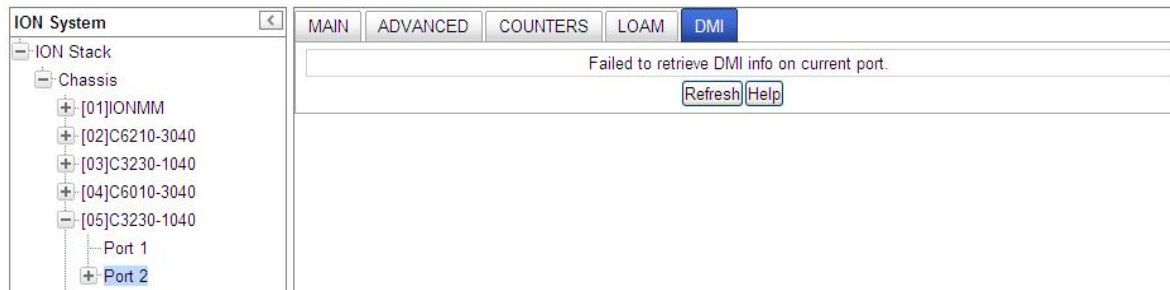 ION System
ION Stack
Chassis
[01]IONMM
[02]C6210-3040
[03]C3230-1040
[04]C6010-3040
[05]C3230-1040
Port 1
Port 2
MAIN ADVANCED COUNTERS LOAM DMI
Failed to retrieve DMI info on current port.
Refresh Help